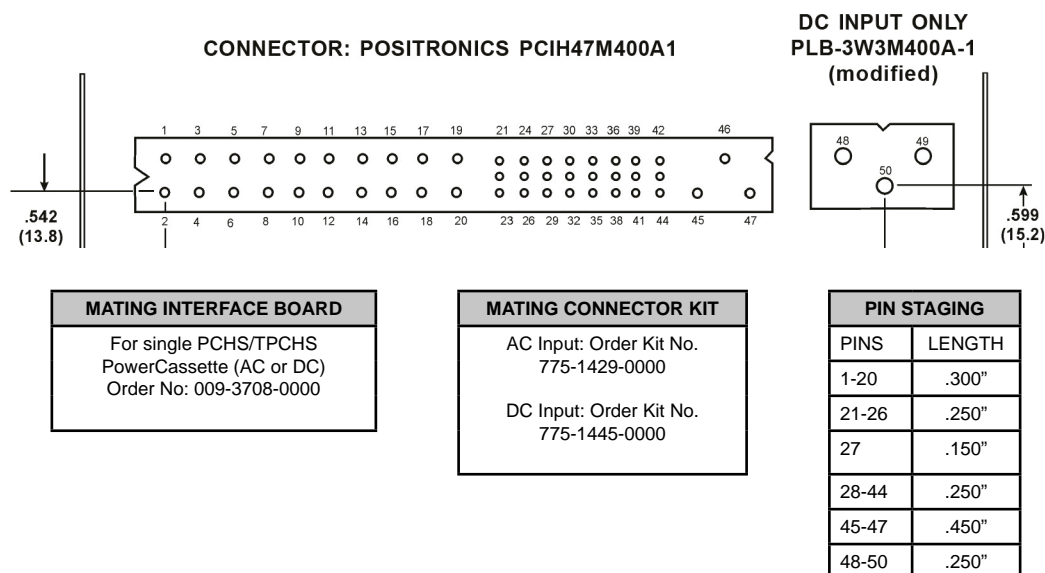 DC INPUT ONLY
PLB-3W3M400A-1
(modified)
CONNECTOR: POSITRONICS PCIH47M400A1
1 3 5 7 9 11 13 15 17 19 21 24 27 30 33 36 39 42 46
48 49
50
2 4 6 8 10 12 14 16 18 20 23 26 29 32 35 38 41 44 45 47
.542
(13.8)
.599
(15.2)
MATING INTERFACE BOARD
For single PCHS/TPCHS
PowerCassette (AC or DC)
Order No: 009-3708-0000
MATING CONNECTOR KIT
AC Input: Order Kit No.
775-1429-0000
DC Input: Order Kit No.
775-1445-0000
PIN STAGING
PINS LENGTH
1-20 .300”
21-26 .250”
27 .150”
28-44 .250”
45-47 .450”
48-50 .250”